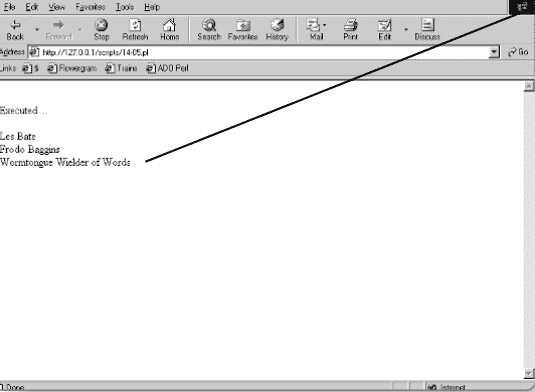 File Edit View Favorites Tools Help
Back Forward Stop Refresh Home Search Favorites History Mail Print Edit Discuss
Address http://127.0.0.1/scripts/14-05.pl Go
Links $ Flowergram Trains ADO Perl
Executed ...
Les Bate
Frodo Baggins
Wormtongue Wielder of Words
Done Internet